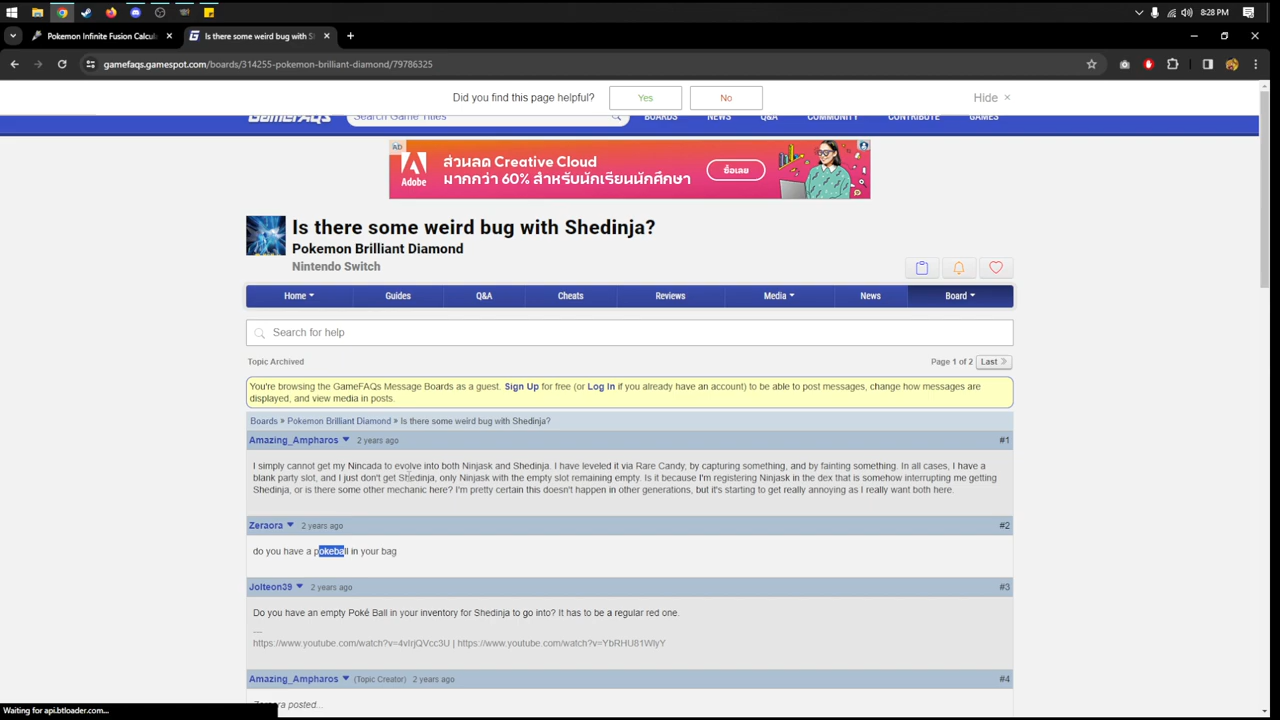 8:28 PM
Pokemon Infinite Fusion Calcula
Is there some weird bug with Sh
gamefaqs.gamespot.com/boards/314255-pokemon-brilliant-diamond/79786325
Did you find this page helpful? Yes No Hide ×
GameFAQs Search Game Titles BOARDS NEWS Q&A COMMUNITY CONTRIBUTE GAMES
AD
Adobe
ส่วนลด Creative Cloud
มากกว่า 60% สำหรับนักเรียนนักศึกษา
ซื้อเลย
Is there some weird bug with Shedinja?
Pokemon Brilliant Diamond
Nintendo Switch
Home Guides Q&A Cheats Reviews Media News Board
Search for help
Topic Archived Page 1 of 2 Last
You're browsing the GameFAQs Message Boards as a guest. Sign Up for free (or Log In if you already have an account) to be able to post messages, change how messages are
displayed, and view media in posts.
Boards » Pokemon Brilliant Diamond » Is there some weird bug with Shedinja?
Amazing_Ampharos 2 years ago #1
I simply cannot get my Nincada to evolve into both Ninjask and Shedinja. I have leveled it via Rare Candy, by capturing something, and by fainting something. In all cases, I have a
blank party slot, and I just don't get Shedinja, only Ninjask with the empty slot remaining empty. Is it because I'm registering Ninjask in the dex that is somehow interrupting me getting
Shedinja, or is there some other mechanic here? I'm pretty certain this doesn't happen in other generations, but it's starting to get really annoying as I really want both here.
Zeraora 2 years ago #2
do you have a pokeball in your bag
Jolteon39 2 years ago #3
Do you have an empty Poké Ball in your inventory for Shedinja to go into? It has to be a regular red one.
---
https://www.youtube.com/watch?v=4vIrjQVcc3U | https://www.youtube.com/watch?v=YbRHU81WlyY
Amazing_Ampharos (Topic Creator) 2 years ago #4
Zeraora posted...
Waiting for api.btloader.com...